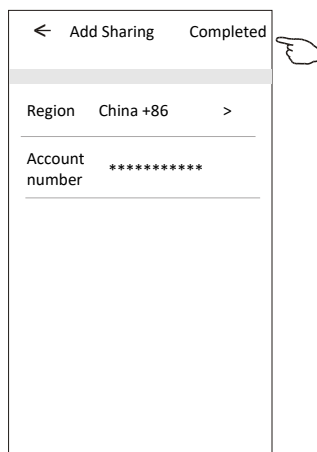 ← Add Sharing Completed
Region China +86 >
Account
number ***********